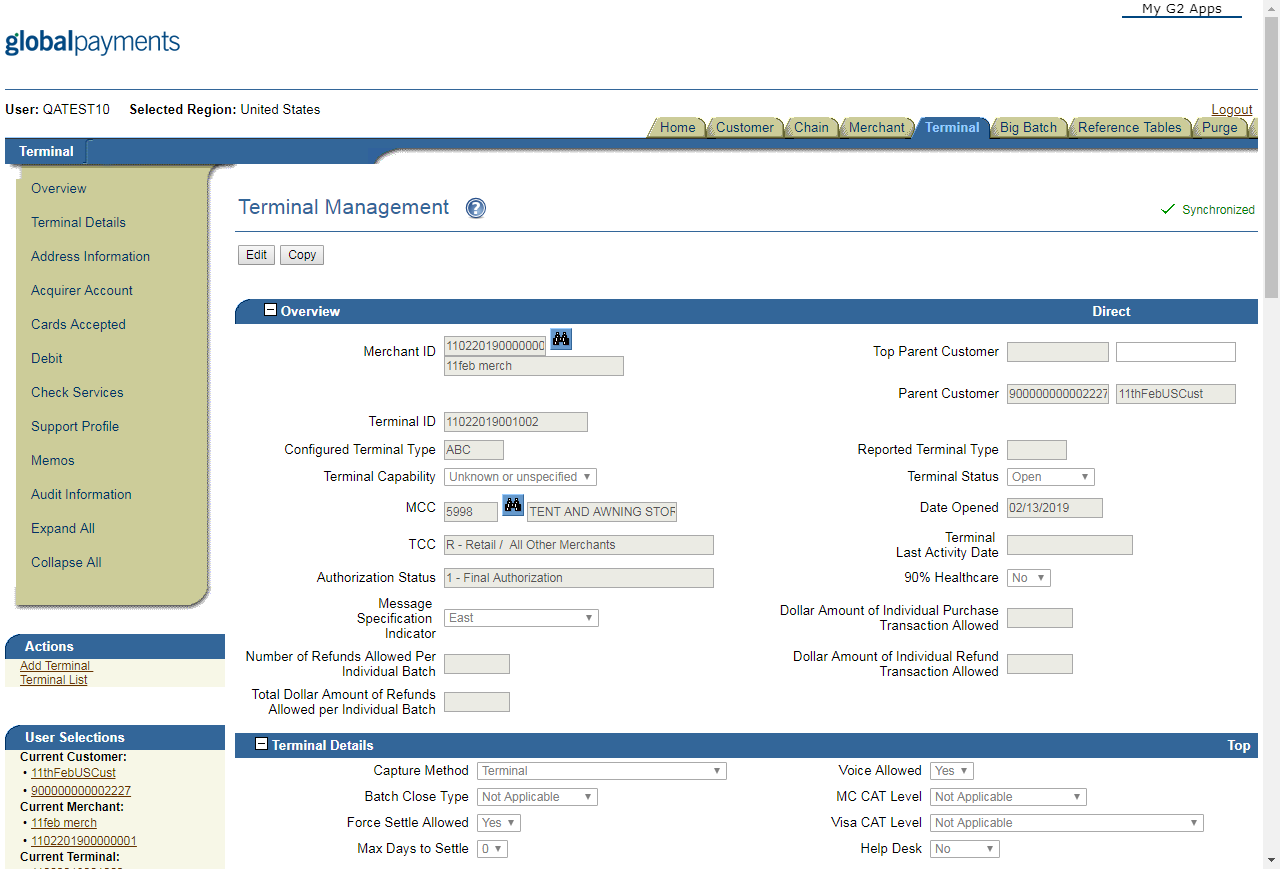 My G2 Apps
globalpayments
User: QATEST10 Selected Region: United States
Logout
Home Customer Chain Merchant Terminal Big Batch Reference Tables Purge
Terminal
Overview
Terminal Details
Address Information
Acquirer Account
Cards Accepted
Debit
Check Services
Support Profile
Memos
Audit Information
Expand All
Collapse All
Actions
Add Terminal
Terminal List
User Selections
Current Customer:
• 11thFebUSCust
• 900000000002227
Current Merchant:
• 11feb merch
• 1102201900000001
Current Terminal:
Terminal Management ?
Synchronized
Edit Copy
Overview Direct
Merchant ID 110220190000000
11feb merch
Top Parent Customer
Parent Customer 900000000002227 11thFebUSCust
Terminal ID 11022019001002
Configured Terminal Type ABC
Reported Terminal Type
Terminal Capability Unknown or unspecified
Terminal Status Open
MCC 5998 TENT AND AWNING STOR
Date Opened 02/13/2019
TCC R - Retail / All Other Merchants
Terminal
Last Activity Date
Authorization Status 1 - Final Authorization
90% Healthcare No
Message
Specification
Indicator
East
Dollar Amount of Individual Purchase
Transaction Allowed
Number of Refunds Allowed Per
Individual Batch
Dollar Amount of Individual Refund
Transaction Allowed
Total Dollar Amount of Refunds
Allowed per Individual Batch
Terminal Details Top
Capture Method Terminal
Voice Allowed Yes
Batch Close Type Not Applicable
MC CAT Level Not Applicable
Force Settle Allowed Yes
Visa CAT Level Not Applicable
Max Days to Settle 0
Help Desk No